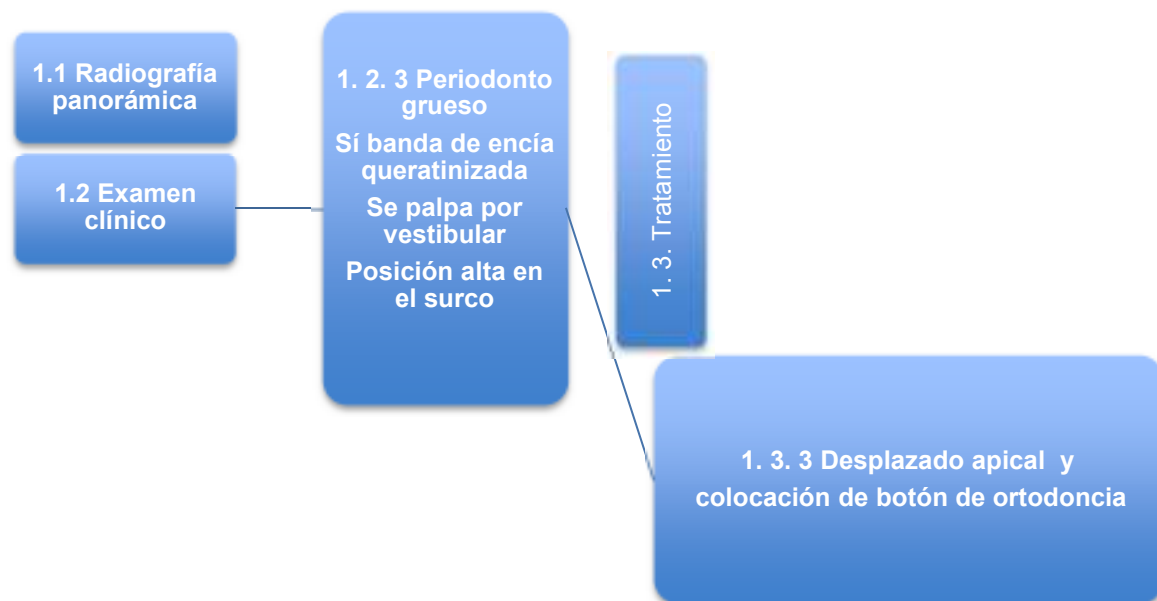 1.1 Radiografía
panorámica
1.2 Examen
clínico
1. 2. 3 Periodonto
grueso
Sí banda de encía
queratinizada
Se palpa por
vestibular
Posición alta en
el surco
1. 3. Tratamiento
1. 3. 3 Desplazado apical y
colocación de botón de ortodoncia